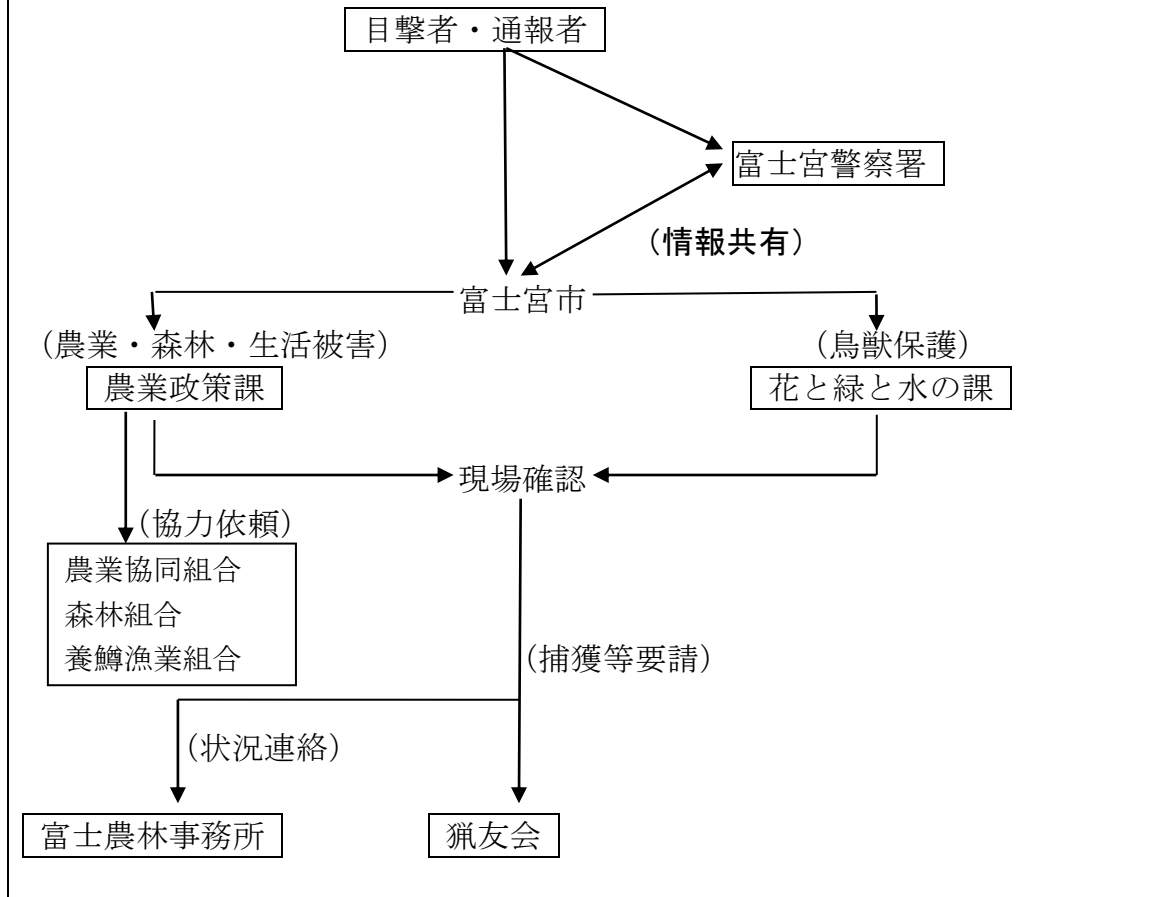 目撃者・通報者
富士宮警察署
（情報共有）
富士宮市
（農業・森林・生活被害）
（鳥獣保護）
農業政策課
花と緑と水の課
現場確認
（協力依頼）
農業協同組合
森林組合
養鱒漁業組合
（捕獲等要請）
（状況連絡）
富士農林事務所
猟友会